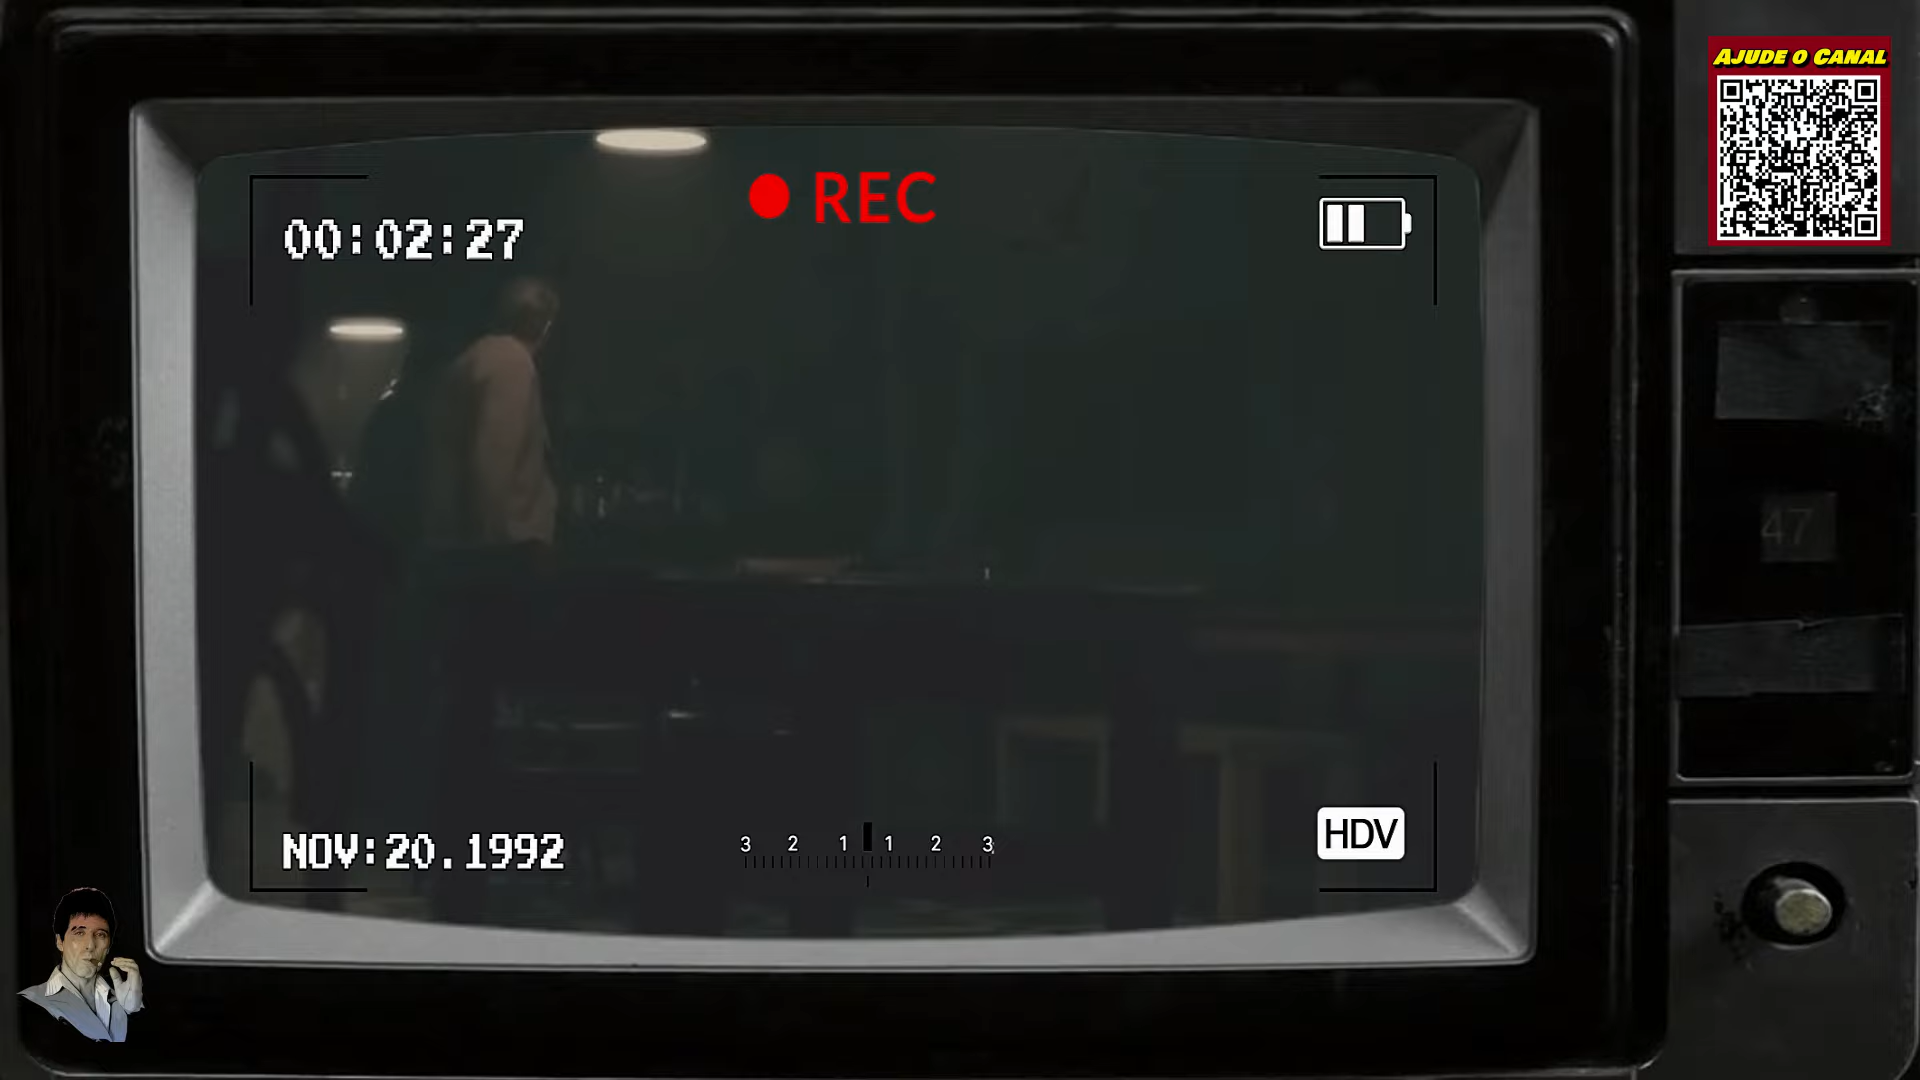 AJUDE O CANAL
REC
00:02:27
47
NOV:20.1992
3 2 1 1 2 3
HDV